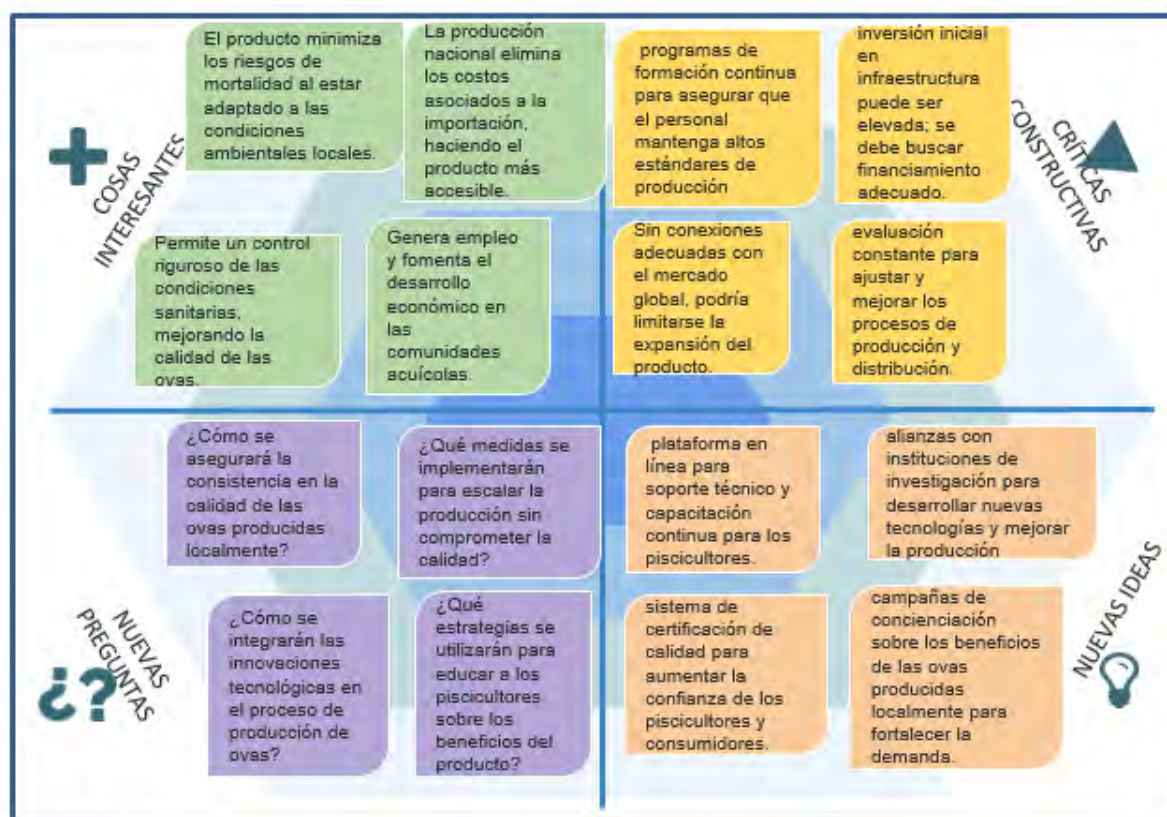 COSAS
INTERESANTES
El producto minimiza
los riesgos de
mortalidad al estar
adaptado a las
condiciones
ambientales locales.
La producción
nacional elimina
los costos
asociados a la
importación,
haciendo el
producto más
accesible.
Permite un control
riguroso de las
condiciones
sanitarias,
mejorando la
calidad de las
ovas.
Genera empleo
y fomenta el
desarrollo
económico en
las
comunidades
acuícolas.
CRÍTICAS
CONSTRUCTIVAS
programas de
formación continua
para asegurar que
el personal
mantenga altos
estándares de
producción
inversión inicial
en
infraestructura
puede ser
elevada; se
debe buscar
financiamiento
adecuado.
Sin conexiones
adecuadas con
el mercado
global, podría
limitarse la
expansión del
producto.
evaluación
constante para
ajustar y
mejorar los
procesos de
producción y
distribución.
¿?
NUEVAS
PREGUNTAS
¿Cómo se
asegurará la
consistencia en la
calidad de las
ovas producidas
localmente?
¿Qué medidas se
implementarán
para escalar la
producción sin
comprometer la
calidad?
¿Cómo se
integrarán las
innovaciones
tecnológicas en
el proceso de
producción de
ovas?
¿Qué
estrategias se
utilizarán para
educar a los
piscicultores
sobre los
beneficios del
producto?
NUEVAS IDEAS
plataforma en
línea para
soporte técnico y
capacitación
continua para los
piscicultores.
alianzas con
instituciones de
investigación para
desarrollar nuevas
tecnologías y mejorar
la producción
sistema de
certificación de
calidad para
aumentar la
confianza de los
piscicultores y
consumidores.
campañas de
concienciación
sobre los beneficios
de las ovas
producidas
localmente para
fortalecer la
demanda.